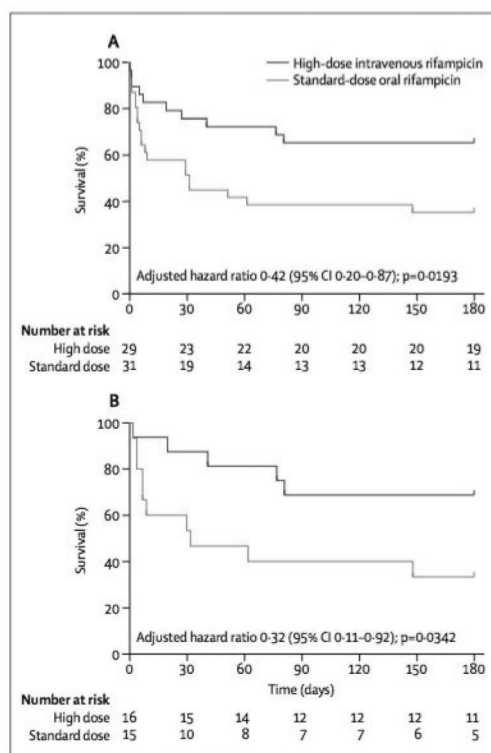 A
High-dose intravenous rifampicin
Standard-dose oral rifampicin
100
80
60
40
20
0
Survival (%)
Adjusted hazard ratio 0·42 (95% CI 0·20–0·87); p=0·0193
0 30 60 90 120 150 180
Number at risk
High dose 29 23 22 20 20 20 19
Standard dose 31 19 14 13 13 12 11
B
100
80
60
40
20
0
Survival (%)
Adjusted hazard ratio 0·32 (95% CI 0·11–0·92); p=0·0342
0 30 60 90 120 150 180
Time (days)
Number at risk
High dose 16 15 14 12 12 12 11
Standard dose 15 10 8 7 7 6 5